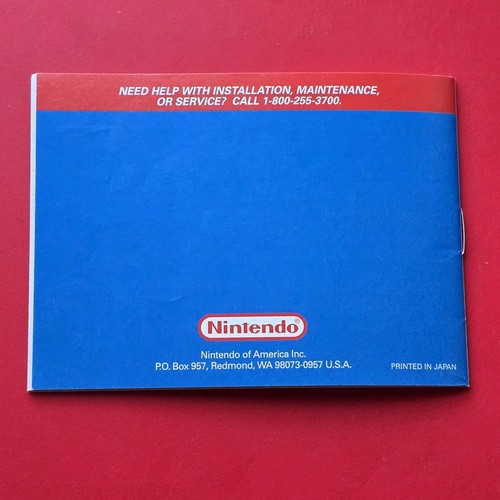 NEED HELP WITH INSTALLATION, MAINTENANCE,
OR SERVICE? CALL 1-800-255-3700.
Nintendo®
Nintendo of America Inc.
P.O. Box 957, Redmond, WA 98073-0957 U.S.A.
PRINTED IN JAPAN